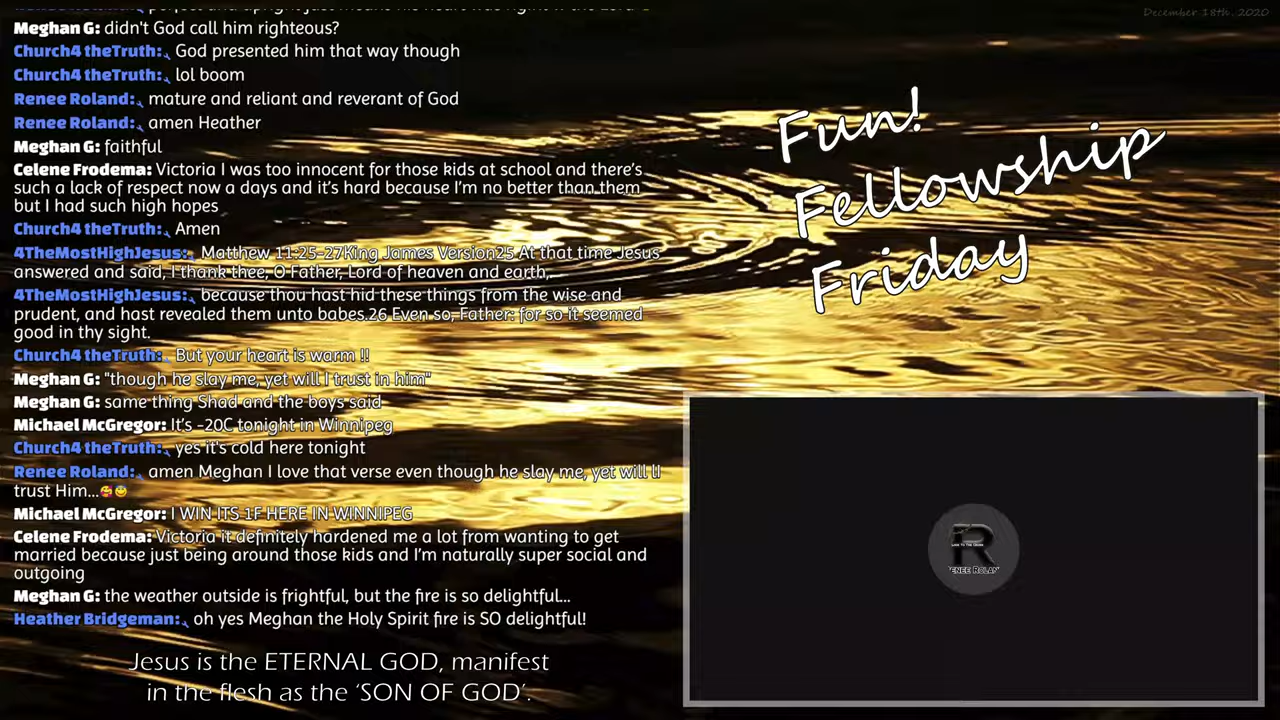 December 18th, 2020
Meghan G: didn't God call him righteous?
Church4 theTruth: God presented him that way though
Church4 theTruth: lol boom
Renee Roland: mature and reliant and reverant of God
Renee Roland: amen Heather
Meghan G: faithful
Celene Frodema: Victoria I was too innocent for those kids at school and there's
such a lack of respect now a days and it's hard because I'm no better than them
but I had such high hopes
Church4 theTruth: Amen
4TheMostHighJesus: Matthew 11:25-27King James Version25 At that time Jesus
answered and said, I thank thee, O Father, Lord of heaven and earth,
4TheMostHighJesus: because thou hast hid these things from the wise and
prudent, and hast revealed them unto babes.26 Even so, Father: for so it seemed
good in thy sight.
Church4 theTruth: But your heart is warm !!
Meghan G: "though he slay me, yet will I trust in him"
Meghan G: same thing Shad and the boys said
Michael McGregor: It's -20C tonight in Winnipeg
Church4 theTruth: yes it's cold here tonight
Renee Roland: amen Meghan I love that verse even though he slay me, yet will II
trust Him...🥰😇
Michael McGregor: I WIN ITS 1F HERE IN WINNIPEG
Celene Frodema: Victoria it definitely hardened me a lot from wanting to get
married because just being around those kids and I'm naturally super social and
outgoing
Meghan G: the weather outside is frightful, but the fire is so delightful...
Heather Bridgeman: oh yes Meghan the Holy Spirit fire is SO delightful!
Jesus is the ETERNAL GOD, manifest
in the flesh as the 'SON OF GOD'.
Fun!
Fellowship
Friday
R